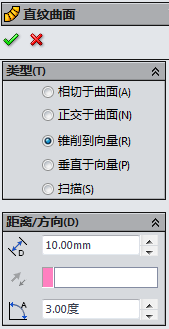 直纹曲面
类型(T)
相切于曲面(A)
正交于曲面(N)
锥削到向量(R)
垂直于向量(P)
扫描(S)
距离/方向(D)
10.00mm
D
3.00度
A